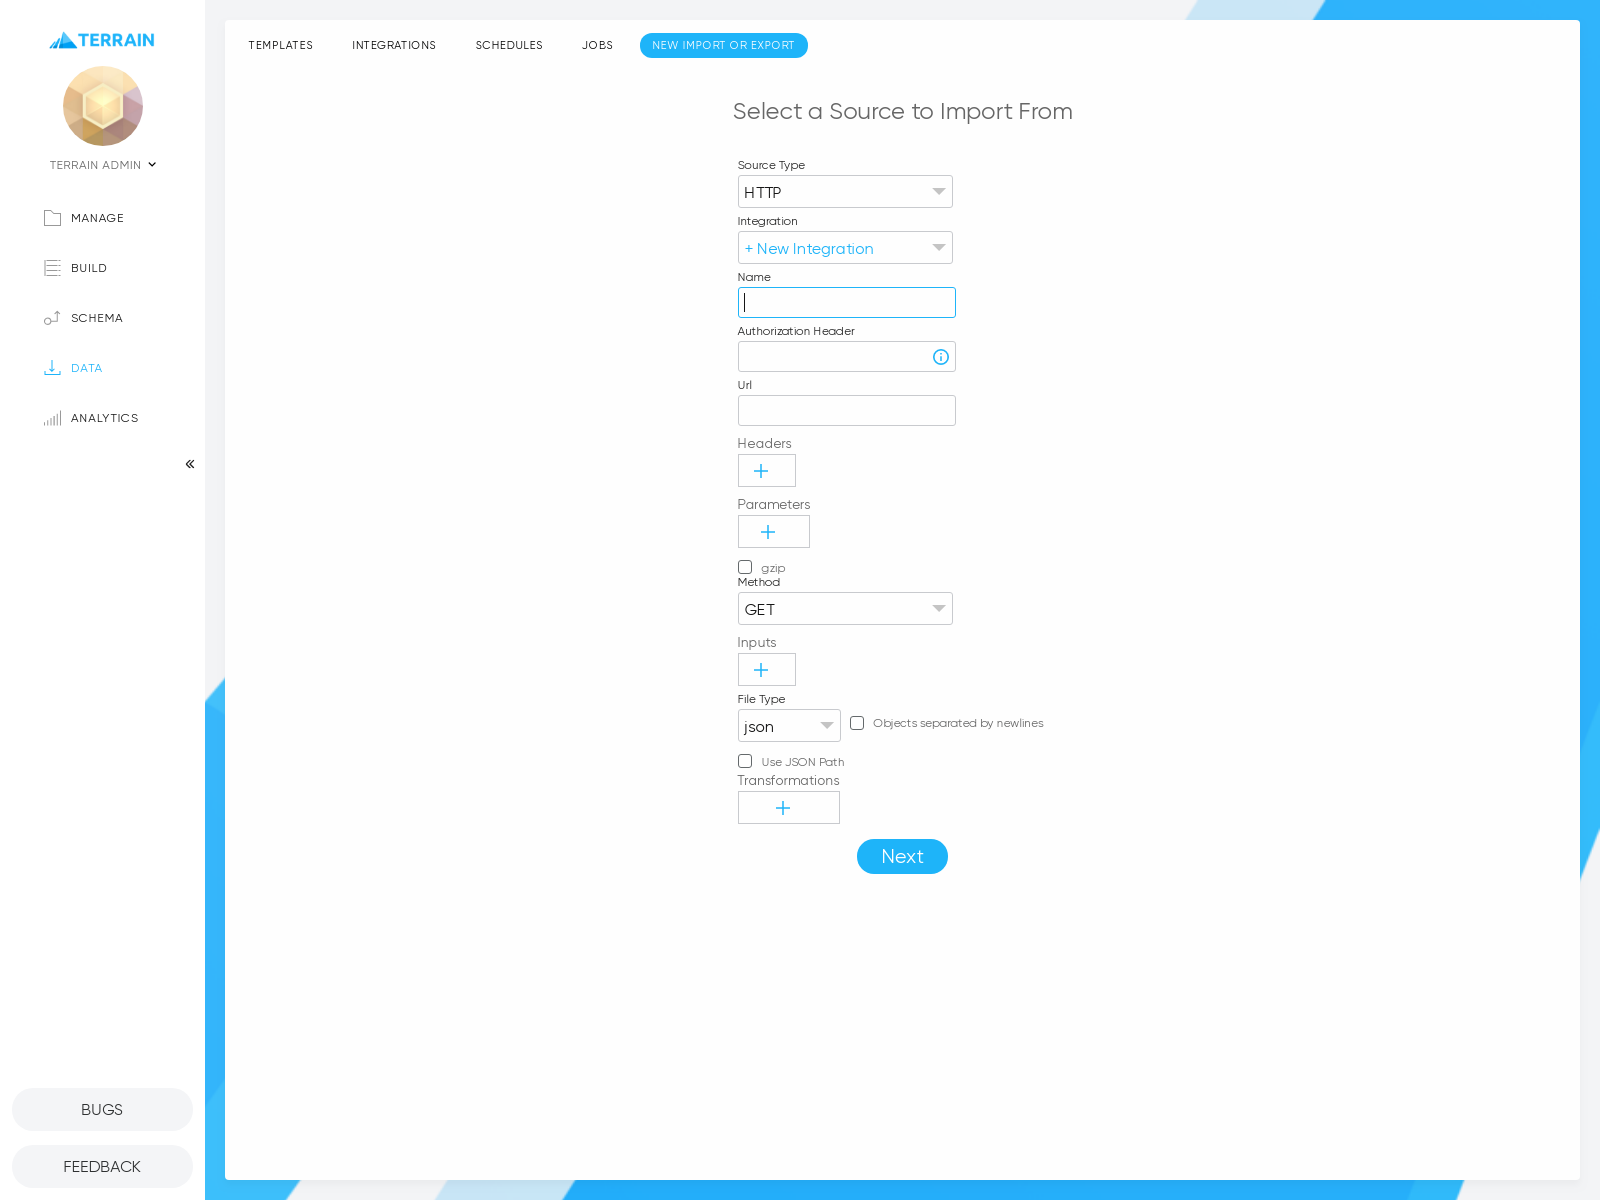 TERRAIN
TERRAIN ADMIN
MANAGE
BUILD
SCHEMA
DATA
ANALYTICS
BUGS
FEEDBACK
TEMPLATES INTEGRATIONS SCHEDULES JOBS NEW IMPORT OR EXPORT
Select a Source to Import From
Source Type
HTTP
Integration
+ New Integration
Name
Authorization Header
Url
Headers
Parameters
gzip
Method
GET
Inputs
File Type
json Objects separated by newlines
Use JSON Path
Transformations
Next